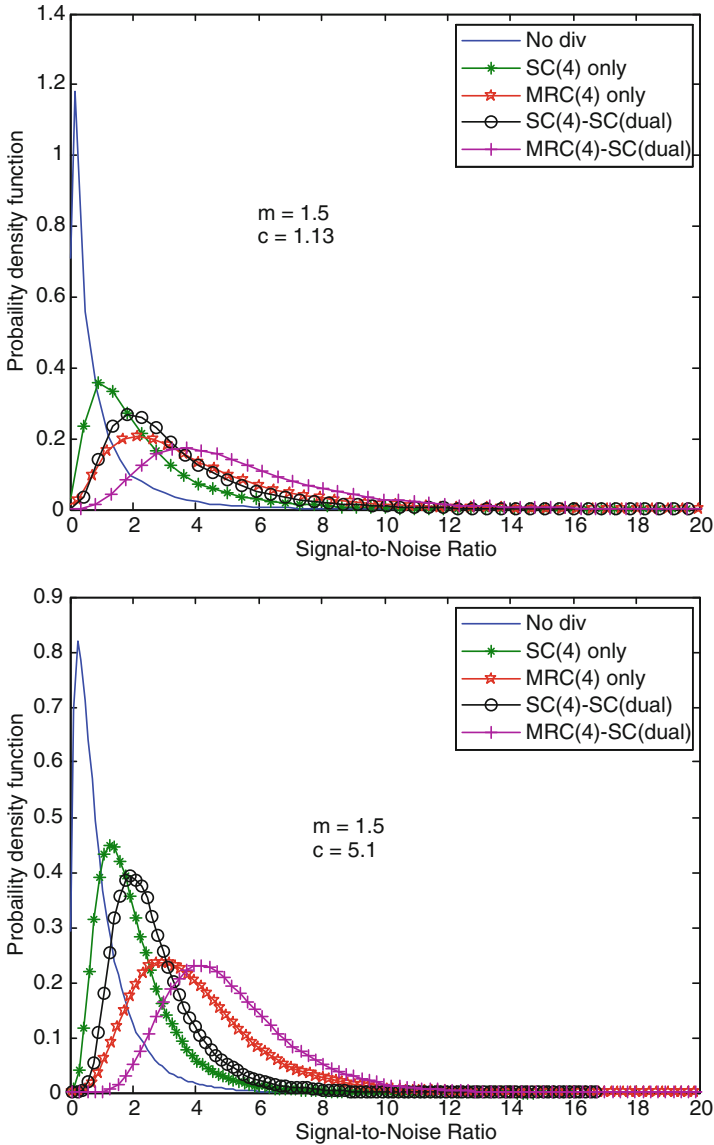 1.4
1.2
1
0.8
0.6
0.4
0.2
0
Probaility density function
No div
SC(4) only
MRC(4) only
SC(4)-SC(dual)
MRC(4)-SC(dual)
m = 1.5
c = 1.13
0 2 4 6 8 10 12 14 16 18 20
Signal-to-Noise Ratio
0.9
0.8
0.7
0.6
0.5
0.4
0.3
0.2
0.1
0
Probaility density function
No div
SC(4) only
MRC(4) only
SC(4)-SC(dual)
MRC(4)-SC(dual)
m = 1.5
c = 5.1
0 2 4 6 8 10 12 14 16 18 20
Signal-to-Noise Ratio